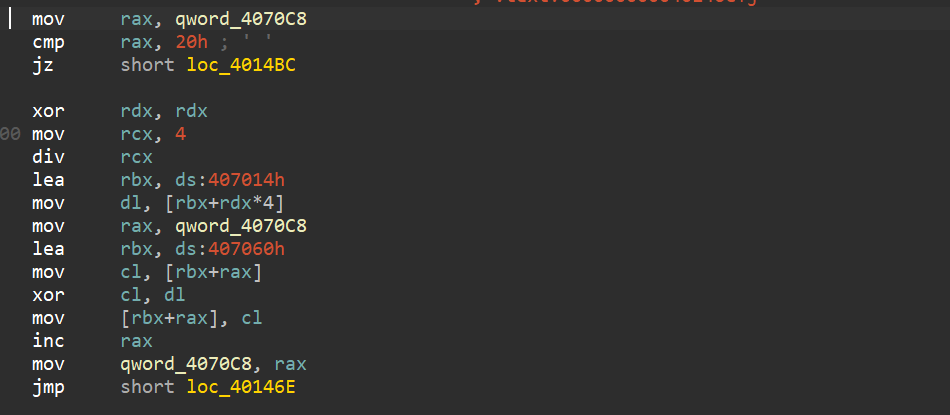 mov rax, qword_4070C8
cmp rax, 20h ; ' '
jz short loc_4014BC
xor rdx, rdx
00 mov rcx, 4
div rcx
lea rbx, ds:407014h
mov dl, [rbx+rdx*4]
mov rax, qword_4070C8
lea rbx, ds:407060h
mov cl, [rbx+rax]
xor cl, dl
mov [rbx+rax], cl
inc rax
mov qword_4070C8, rax
jmp short loc_40146E